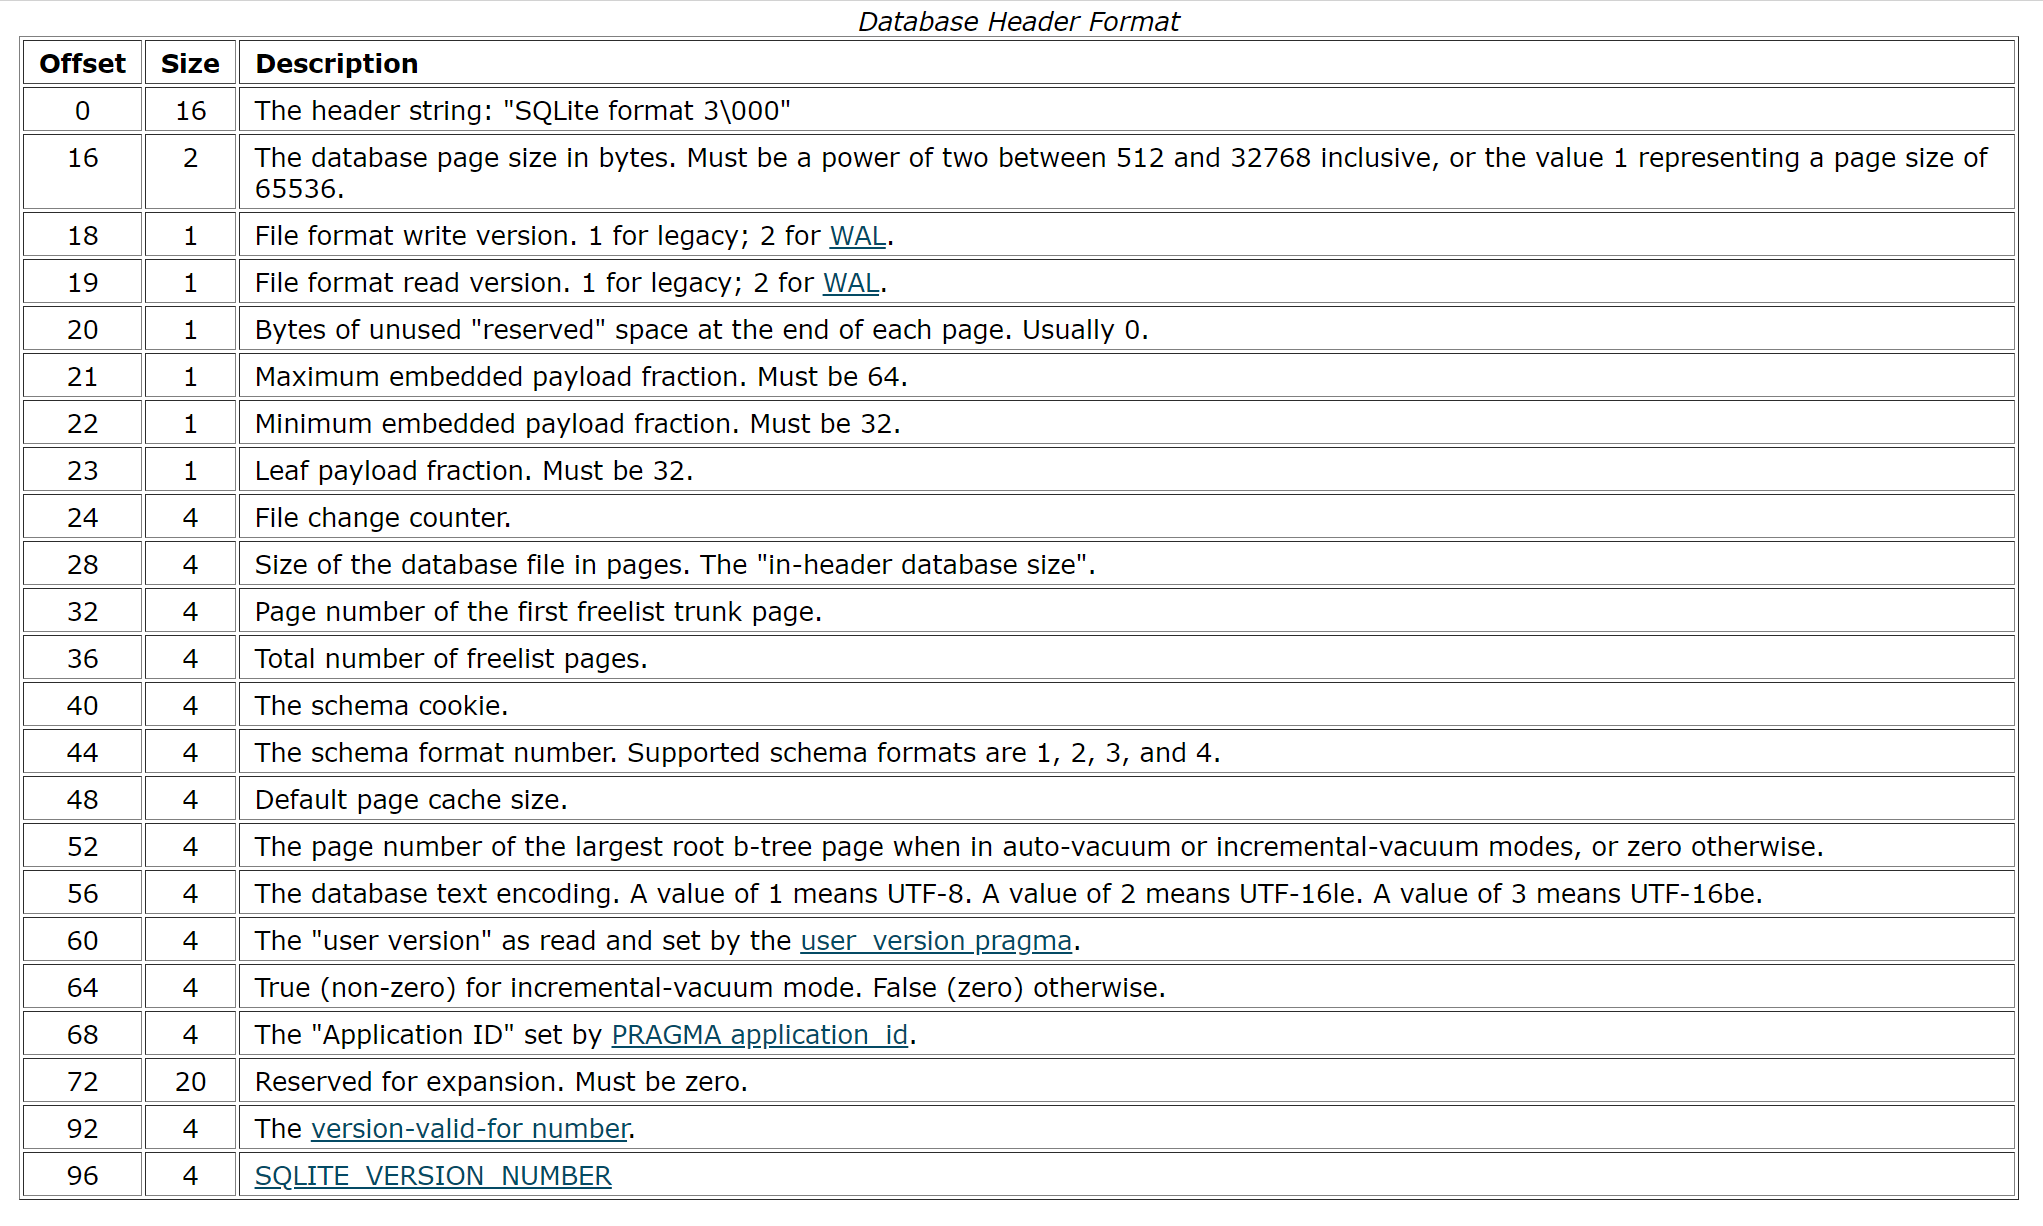 Database Header Format
Offset Size Description
0 16 The header string: "SQLite format 3\000"
16 2 The database page size in bytes. Must be a power of two between 512 and 32768 inclusive, or the value 1 representing a page size of
65536.
18 1 File format write version. 1 for legacy; 2 for WAL.
19 1 File format read version. 1 for legacy; 2 for WAL.
20 1 Bytes of unused "reserved" space at the end of each page. Usually 0.
21 1 Maximum embedded payload fraction. Must be 64.
22 1 Minimum embedded payload fraction. Must be 32.
23 1 Leaf payload fraction. Must be 32.
24 4 File change counter.
28 4 Size of the database file in pages. The "in-header database size".
32 4 Page number of the first freelist trunk page.
36 4 Total number of freelist pages.
40 4 The schema cookie.
44 4 The schema format number. Supported schema formats are 1, 2, 3, and 4.
48 4 Default page cache size.
52 4 The page number of the largest root b-tree page when in auto-vacuum or incremental-vacuum modes, or zero otherwise.
56 4 The database text encoding. A value of 1 means UTF-8. A value of 2 means UTF-16le. A value of 3 means UTF-16be.
60 4 The "user version" as read and set by the user_version pragma.
64 4 True (non-zero) for incremental-vacuum mode. False (zero) otherwise.
68 4 The "Application ID" set by PRAGMA application_id.
72 20 Reserved for expansion. Must be zero.
92 4 The version-valid-for number.
96 4 SQLITE_VERSION_NUMBER